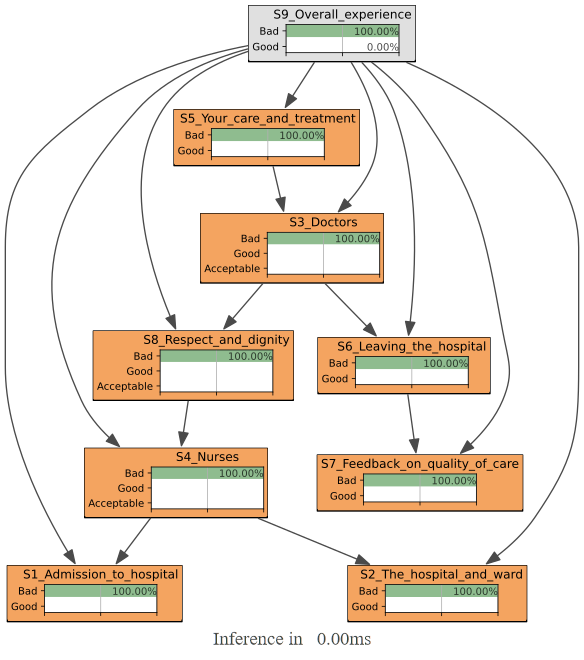 S9_Overall_experience
Bad 100.00%
Good 0.00%
S5_Your_care_and_treatment
Bad 100.00%
Good
S3_Doctors
Bad 100.00%
Good
Acceptable
S8_Respect_and_dignity
Bad 100.00%
Good
Acceptable
S6_Leaving_the_hospital
Bad 100.00%
Good
S4_Nurses
Bad 100.00%
Good
Acceptable
S7_Feedback_on_quality_of_care
Bad 100.00%
Good
S1_Admission_to_hospital
Bad 100.00%
Good
S2_The_hospital_and_ward
Bad 100.00%
Good
Inference in 0.00ms